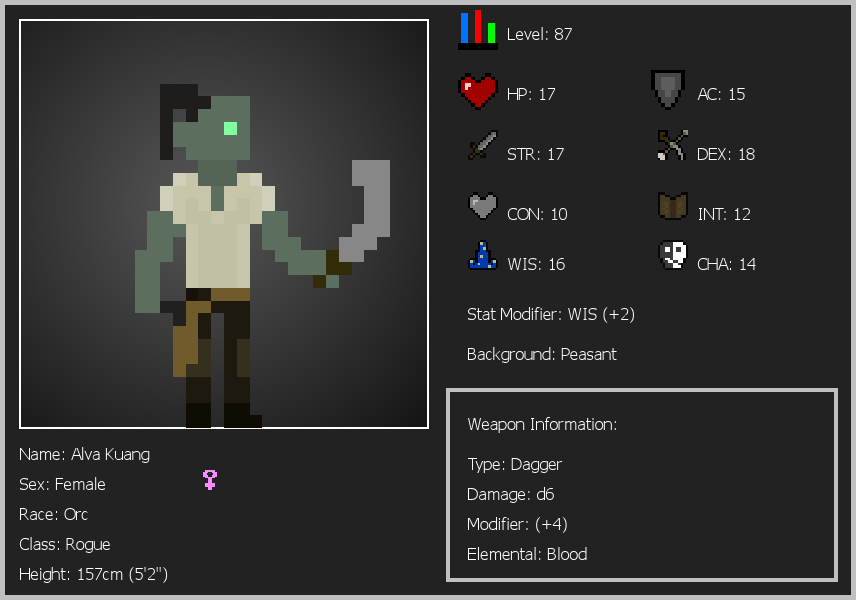 Level: 87
HP: 17
AC: 15
STR: 17
DEX: 18
CON: 10
INT: 12
WIS: 16
CHA: 14
Stat Modifier: WIS (+2)
Background: Peasant
Weapon Information:
Type: Dagger
Damage: d6
Modifier: (+4)
Elemental: Blood
Name: Alva Kuang
Sex: Female
Race: Orc
Class: Rogue
Height: 157cm (5'2")